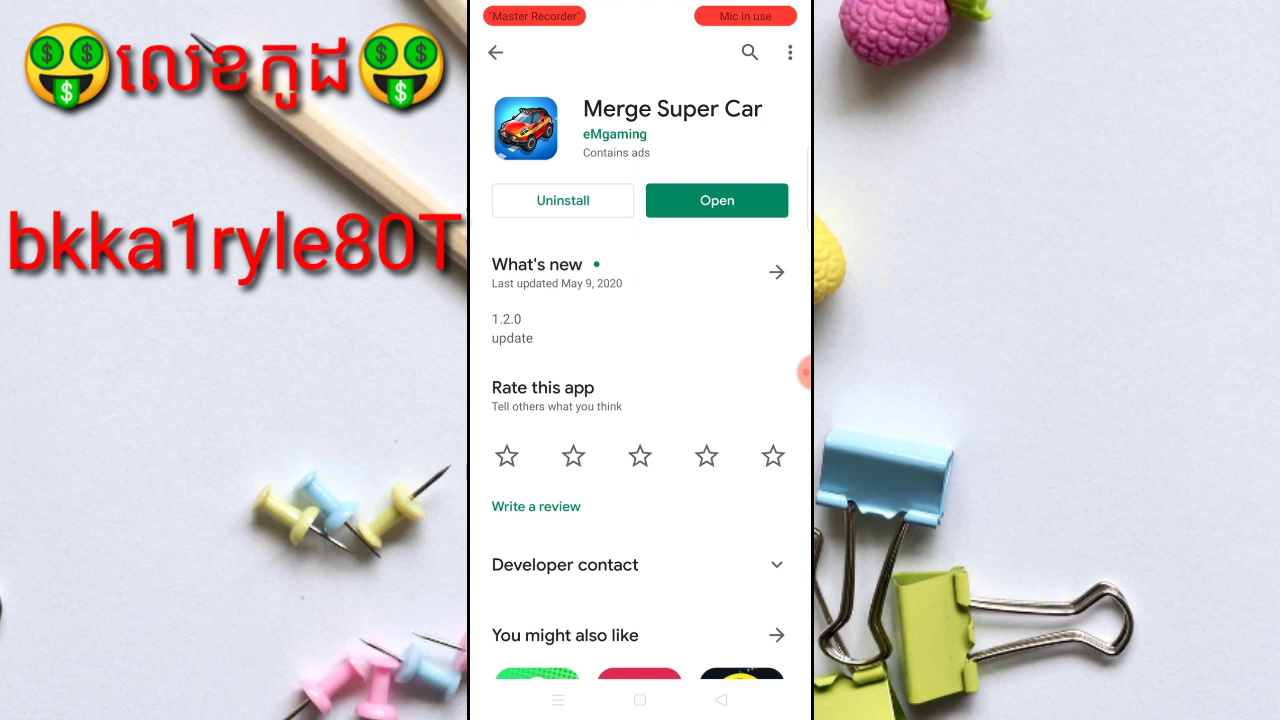 🤑លេខកូដ🤑
bkka1ryle80T
"Master Recorder"
Mic in use
Merge Super Car
eMgaming
Contains ads
Uninstall
Open
What's new
Last updated May 9, 2020
1.2.0
update
Rate this app
Tell others what you think
Write a review
Developer contact
You might also like